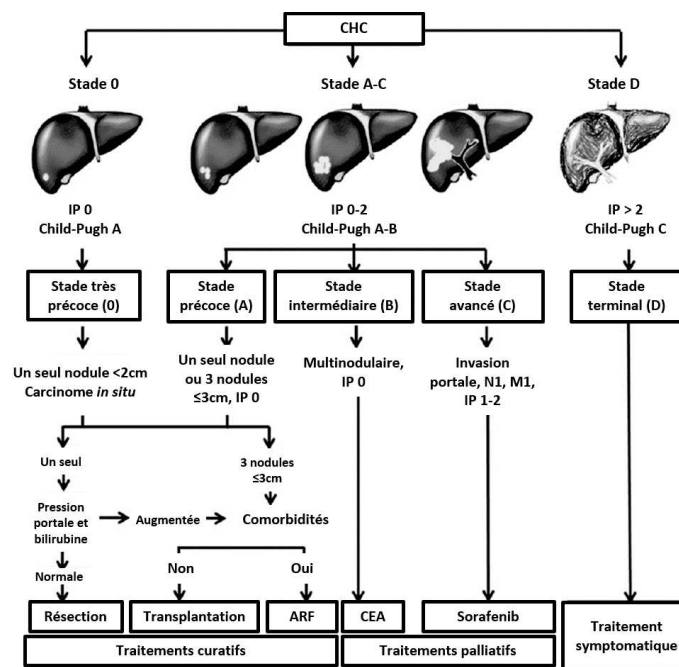 CHC
Stade 0
Stade A-C
Stade D
IP 0
Child-Pugh A
IP 0-2
Child-Pugh A-B
IP > 2
Child-Pugh C
Stade très
précoce (0)
Stade
précoce (A)
Stade
intermédiaire (B)
Stade
avancé (C)
Stade
terminal (D)
Un seul nodule <2cm
Carcinome in situ
Un seul nodule
ou 3 nodules
≤3cm, IP 0
Multinodulaire,
IP 0
Invasion
portale, N1, M1,
IP 1-2
Un seul
3 nodules
≤3cm
Pression
portale et
bilirubine
Augmentée
Comorbidités
Normale
Non
Oui
Résection
Transplantation
ARF
CEA
Sorafenib
Traitements curatifs
Traitements palliatifs
Traitement
symptomatique